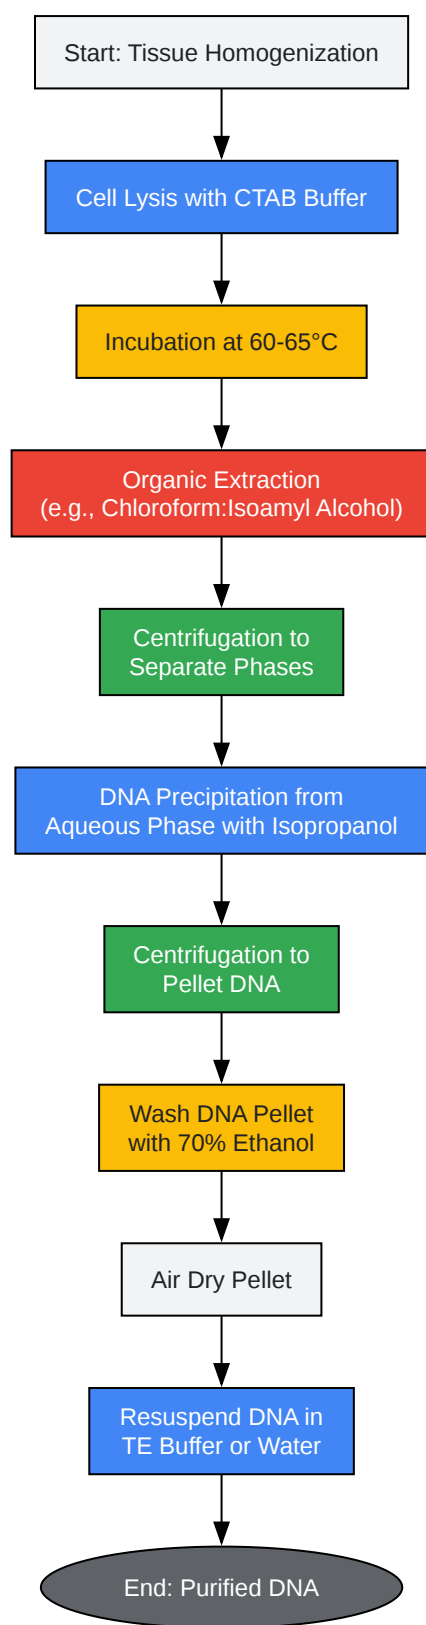 Start: Tissue Homogenization
Cell Lysis with CTAB Buffer
Incubation at 60-65°C
Organic Extraction
(e.g., Chloroform:Isoamyl Alcohol)
Centrifugation to
Separate Phases
DNA Precipitation from
Aqueous Phase with Isopropanol
Centrifugation to
Pellet DNA
Wash DNA Pellet
with 70% Ethanol
Air Dry Pellet
Resuspend DNA in
TE Buffer or Water
End: Purified DNA